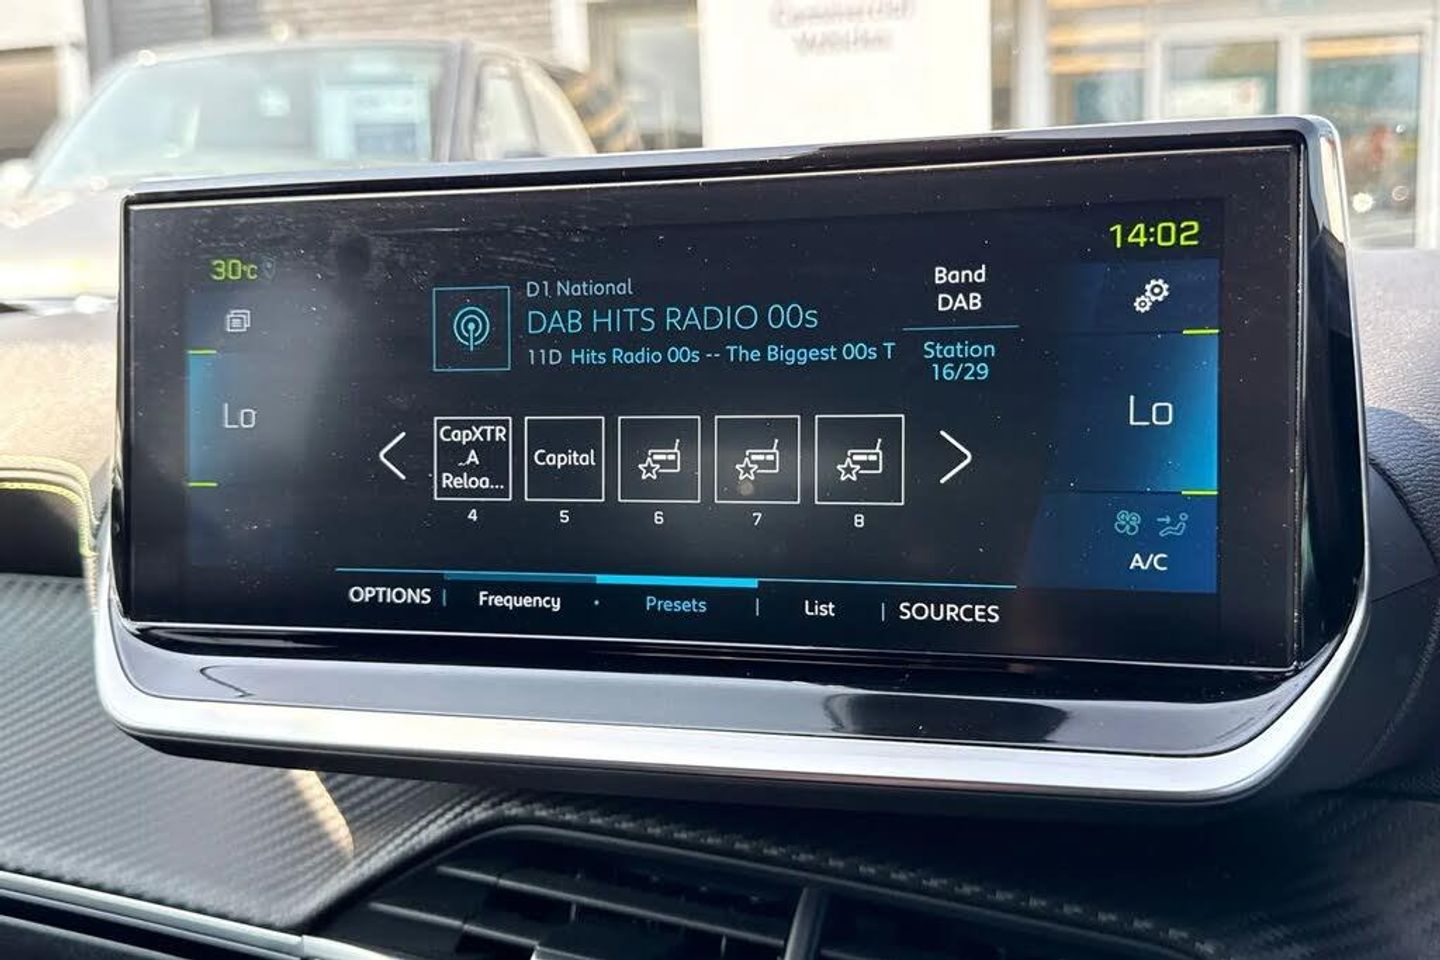 14:02
30°C
D1 National
DAB HITS RADIO 00s
11D Hits Radio 00s -- The Biggest 00s T
Band
DAB
Station
16/29
Lo
Lo
CapXTR
..A
Reloa...
Capital
4
5
6
7
8
A/C
OPTIONS
Frequency
Presets
List
SOURCES